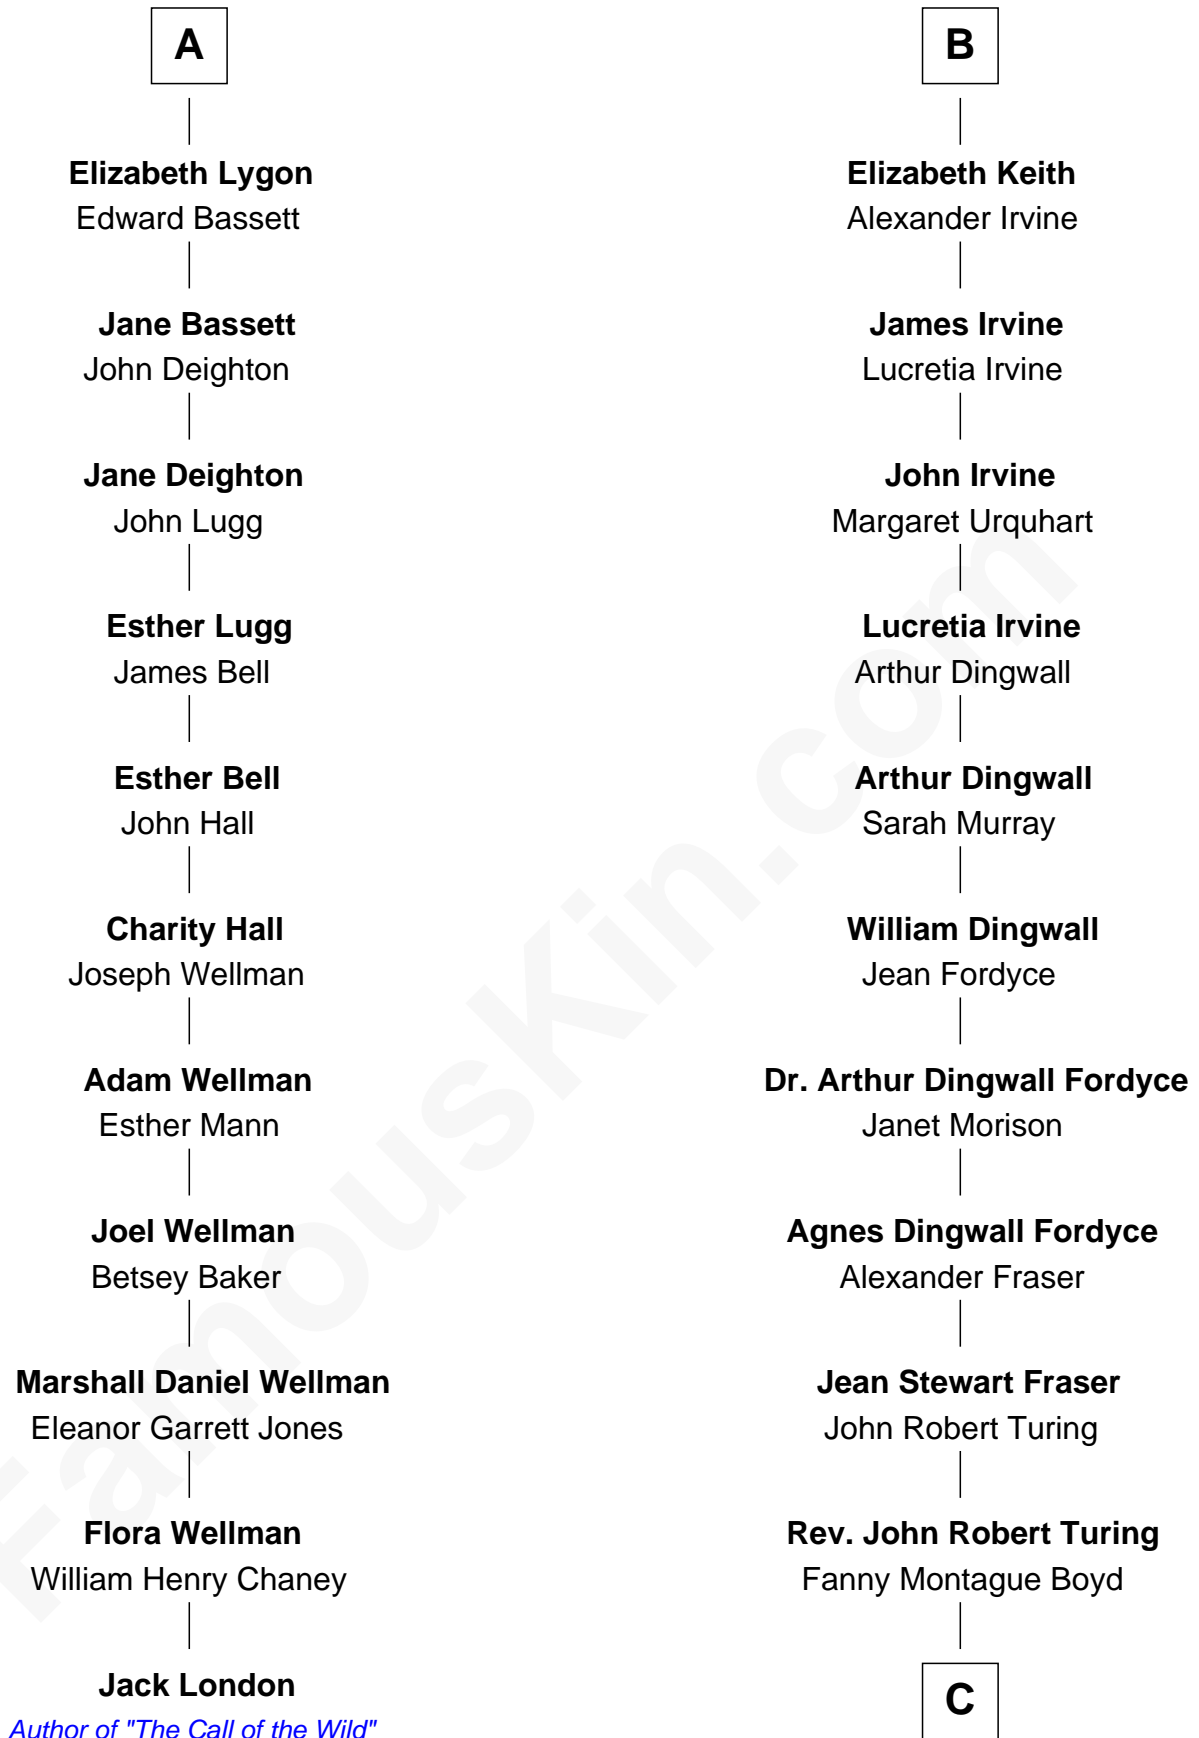 A
Elizabeth Lygon
Edward Bassett
Jane Bassett
John Deighton
Jane Deighton
John Lugg
Esther Lugg
James Bell
Esther Bell
John Hall
Charity Hall
Joseph Wellman
Adam Wellman
Esther Mann
Joel Wellman
Betsey Baker
Marshall Daniel Wellman
Eleanor Garrett Jones
Flora Wellman
William Henry Chaney
Jack London
Author of "The Call of the Wild"
B
Elizabeth Keith
Alexander Irvine
James Irvine
Lucretia Irvine
John Irvine
Margaret Urquhart
Lucretia Irvine
Arthur Dingwall
Arthur Dingwall
Sarah Murray
William Dingwall
Jean Fordyce
Dr. Arthur Dingwall Fordyce
Janet Morison
Agnes Dingwall Fordyce
Alexander Fraser
Jean Stewart Fraser
John Robert Turing
Rev. John Robert Turing
Fanny Montague Boyd
C
FamousKin.com